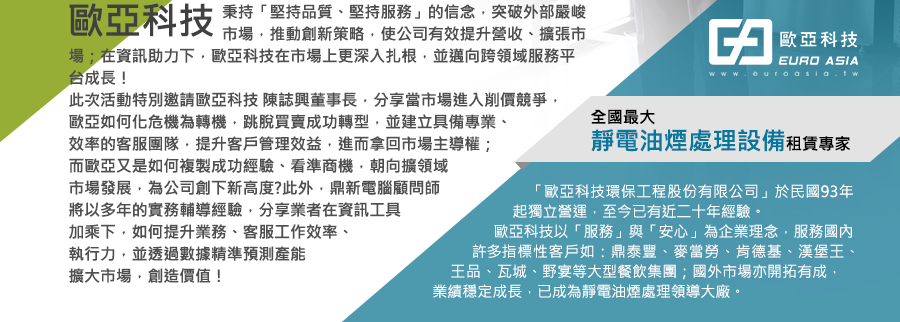 歐亞科技 秉持「堅持品質、堅持服務」的信念，突破外部嚴峻
市場，推動創新策略，使公司有效提升營收、擴張市
場；在資訊助力下，歐亞科技在市場上更深入扎根，並邁向跨領域服務平
台成長！
此次活動特別邀請歐亞科技 陳誌興董事長，分享當市場進入削價競爭，
歐亞如何化危機為轉機，跳脫買賣成功轉型，並建立具備專業、
效率的客服團隊，提升客戶管理效益，進而拿回市場主導權；
而歐亞又是如何複製成功經驗、看準商機，朝向擴領域
市場發展，為公司創下新高度?此外，鼎新電腦顧問師
將以多年的實務輔導經驗，分享業者在資訊工具
加乘下，如何提升業務、客服工作效率、
執行力，並透過數據精準預測產能
擴大市場，創造價值！
歐亞科技
EURO ASIA
www.euroasia.tw
全國最大
靜電油煙處理設備租賃專家
「歐亞科技環保工程股份有限公司」於民國93年
起獨立營運，至今已有近二十年經驗。
歐亞科技以「服務」與「安心」為企業理念，服務國內
許多指標性客戶如：鼎泰豐、麥當勞、肯德基、漢堡王、
王品、瓦城、野宴等大型餐飲集團；國外市場亦開拓有成，
業績穩定成長，已成為靜電油煙處理領導大廠。